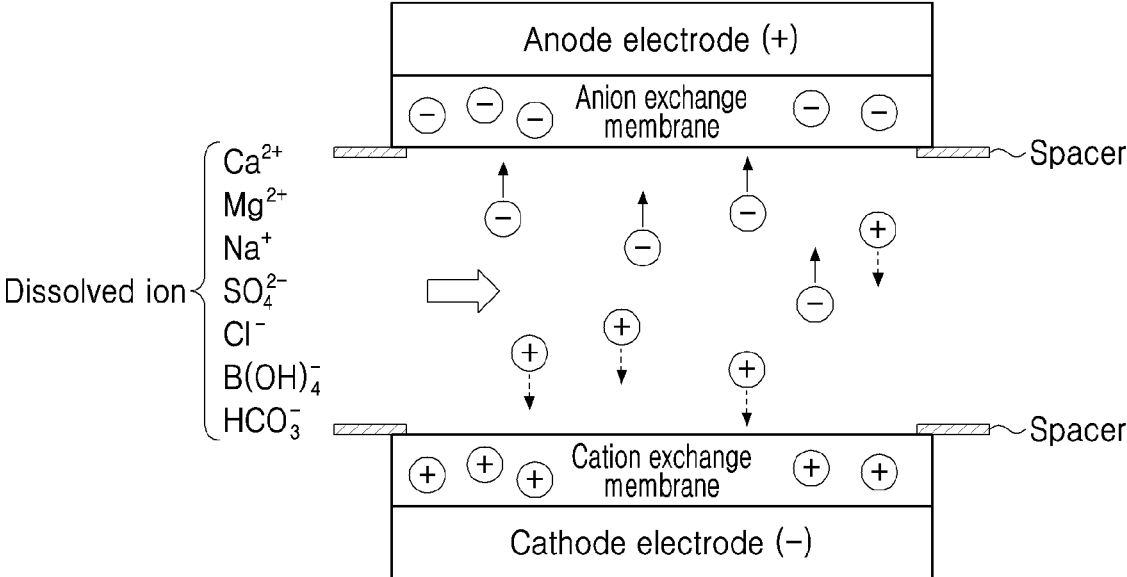 Anode electrode (+)
− − − Anion exchange − −
membrane
Spacer
Ca²⁺
Mg²⁺
Na⁺
Dissolved ion
SO₄²⁻
Cl⁻
B(OH)₄⁻
HCO₃⁻
− − − +
−
+ + +
Spacer
+ + + Cation exchange + +
membrane
Cathode electrode (−)